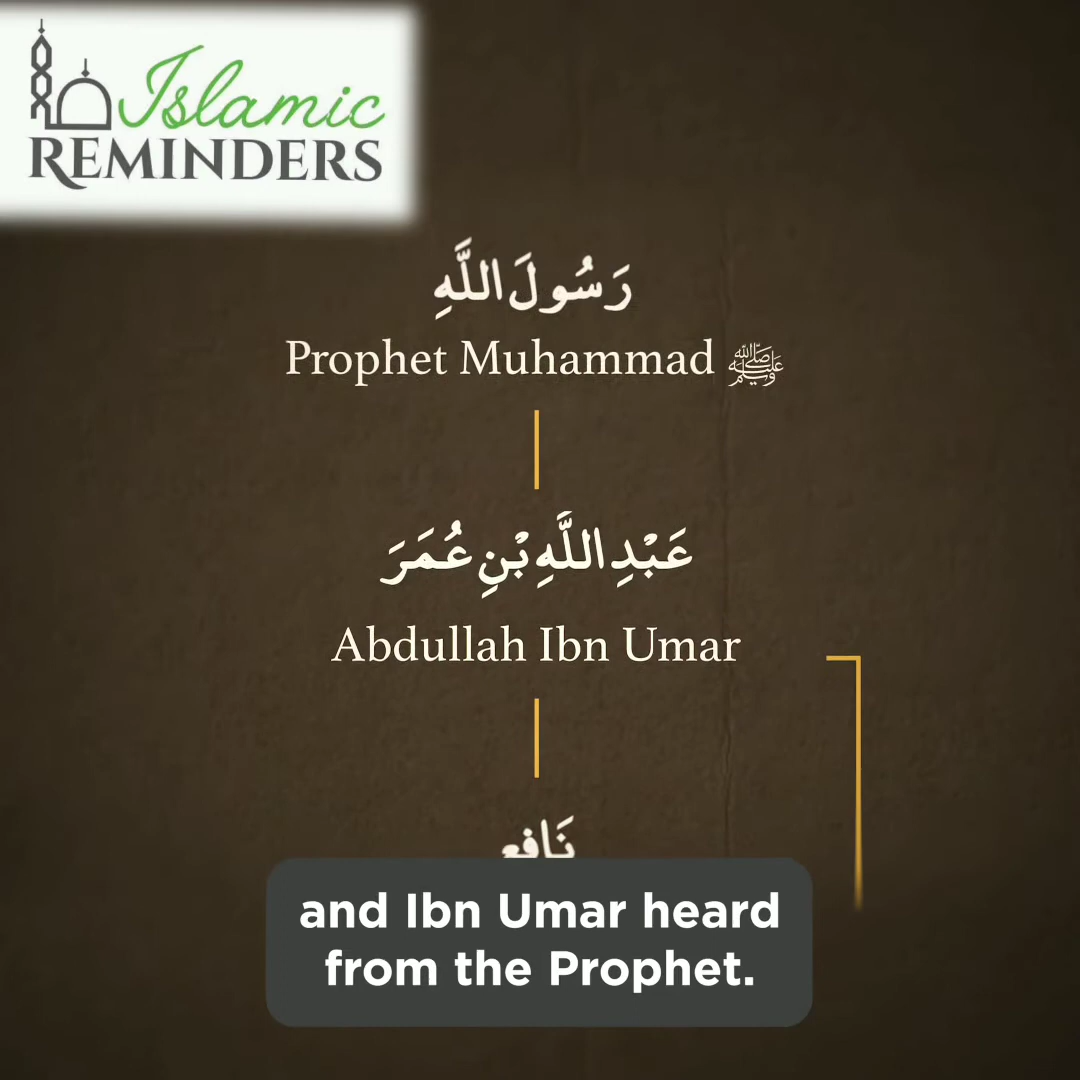 Islamic
REMINDERS
رَسُولَ اللَّهِ
Prophet Muhammad ﷺ
عَبْدِ اللَّهِ بْنِ عُمَرَ
Abdullah Ibn Umar
نَافِع
and Ibn Umar heard
from the Prophet.